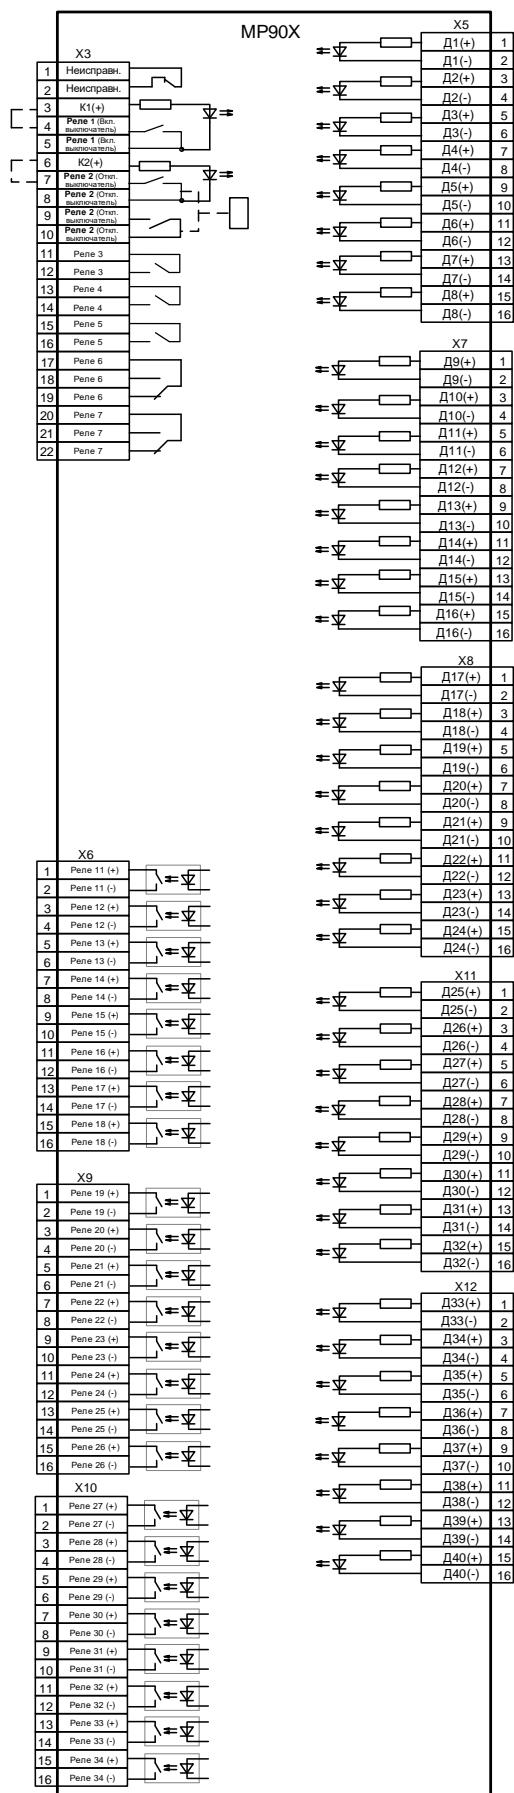 МР90Х
X3
1 Неисправн.
2 Неисправн.
3 К1(+)
4 Реле 1 (Вкл. выключатель)
5 Реле 1 (Вкл. выключатель)
6 К2(+)
7 Реле 2 (Откл. выключатель)
8 Реле 2 (Откл. выключатель)
9 Реле 2 (Откл. выключатель)
10 Реле 2 (Откл. выключатель)
11 Реле 3
12 Реле 3
13 Реле 4
14 Реле 4
15 Реле 5
16 Реле 5
17 Реле 6
18 Реле 6
19 Реле 6
20 Реле 7
21 Реле 7
22 Реле 7
X6
1 Реле 11 (+)
2 Реле 11 (-)
3 Реле 12 (+)
4 Реле 12 (-)
5 Реле 13 (+)
6 Реле 13 (-)
7 Реле 14 (+)
8 Реле 14 (-)
9 Реле 15 (+)
10 Реле 15 (-)
11 Реле 16 (+)
12 Реле 16 (-)
13 Реле 17 (+)
14 Реле 17 (-)
15 Реле 18 (+)
16 Реле 18 (-)
X9
1 Реле 19 (+)
2 Реле 19 (-)
3 Реле 20 (+)
4 Реле 20 (-)
5 Реле 21 (+)
6 Реле 21 (-)
7 Реле 22 (+)
8 Реле 22 (-)
9 Реле 23 (+)
10 Реле 23 (-)
11 Реле 24 (+)
12 Реле 24 (-)
13 Реле 25 (+)
14 Реле 25 (-)
15 Реле 26 (+)
16 Реле 26 (-)
X10
1 Реле 27 (+)
2 Реле 27 (-)
3 Реле 28 (+)
4 Реле 28 (-)
5 Реле 29 (+)
6 Реле 29 (-)
7 Реле 30 (+)
8 Реле 30 (-)
9 Реле 31 (+)
10 Реле 31 (-)
11 Реле 32 (+)
12 Реле 32 (-)
13 Реле 33 (+)
14 Реле 33 (-)
15 Реле 34 (+)
16 Реле 34 (-)
X5
Д1(+) 1
Д1(-) 2
Д2(+) 3
Д2(-) 4
Д3(+) 5
Д3(-) 6
Д4(+) 7
Д4(-) 8
Д5(+) 9
Д5(-) 10
Д6(+) 11
Д6(-) 12
Д7(+) 13
Д7(-) 14
Д8(+) 15
Д8(-) 16
X7
Д9(+) 1
Д9(-) 2
Д10(+) 3
Д10(-) 4
Д11(+) 5
Д11(-) 6
Д12(+) 7
Д12(-) 8
Д13(+) 9
Д13(-) 10
Д14(+) 11
Д14(-) 12
Д15(+) 13
Д15(-) 14
Д16(+) 15
Д16(-) 16
X8
Д17(+) 1
Д17(-) 2
Д18(+) 3
Д18(-) 4
Д19(+) 5
Д19(-) 6
Д20(+) 7
Д20(-) 8
Д21(+) 9
Д21(-) 10
Д22(+) 11
Д22(-) 12
Д23(+) 13
Д23(-) 14
Д24(+) 15
Д24(-) 16
X11
Д25(+) 1
Д25(-) 2
Д26(+) 3
Д26(-) 4
Д27(+) 5
Д27(-) 6
Д28(+) 7
Д28(-) 8
Д29(+) 9
Д29(-) 10
Д30(+) 11
Д30(-) 12
Д31(+) 13
Д31(-) 14
Д32(+) 15
Д32(-) 16
X12
Д33(+) 1
Д33(-) 2
Д34(+) 3
Д34(-) 4
Д35(+) 5
Д35(-) 6
Д36(+) 7
Д36(-) 8
Д37(+) 9
Д37(-) 10
Д38(+) 11
Д38(-) 12
Д39(+) 13
Д39(-) 14
Д40(+) 15
Д40(-) 16